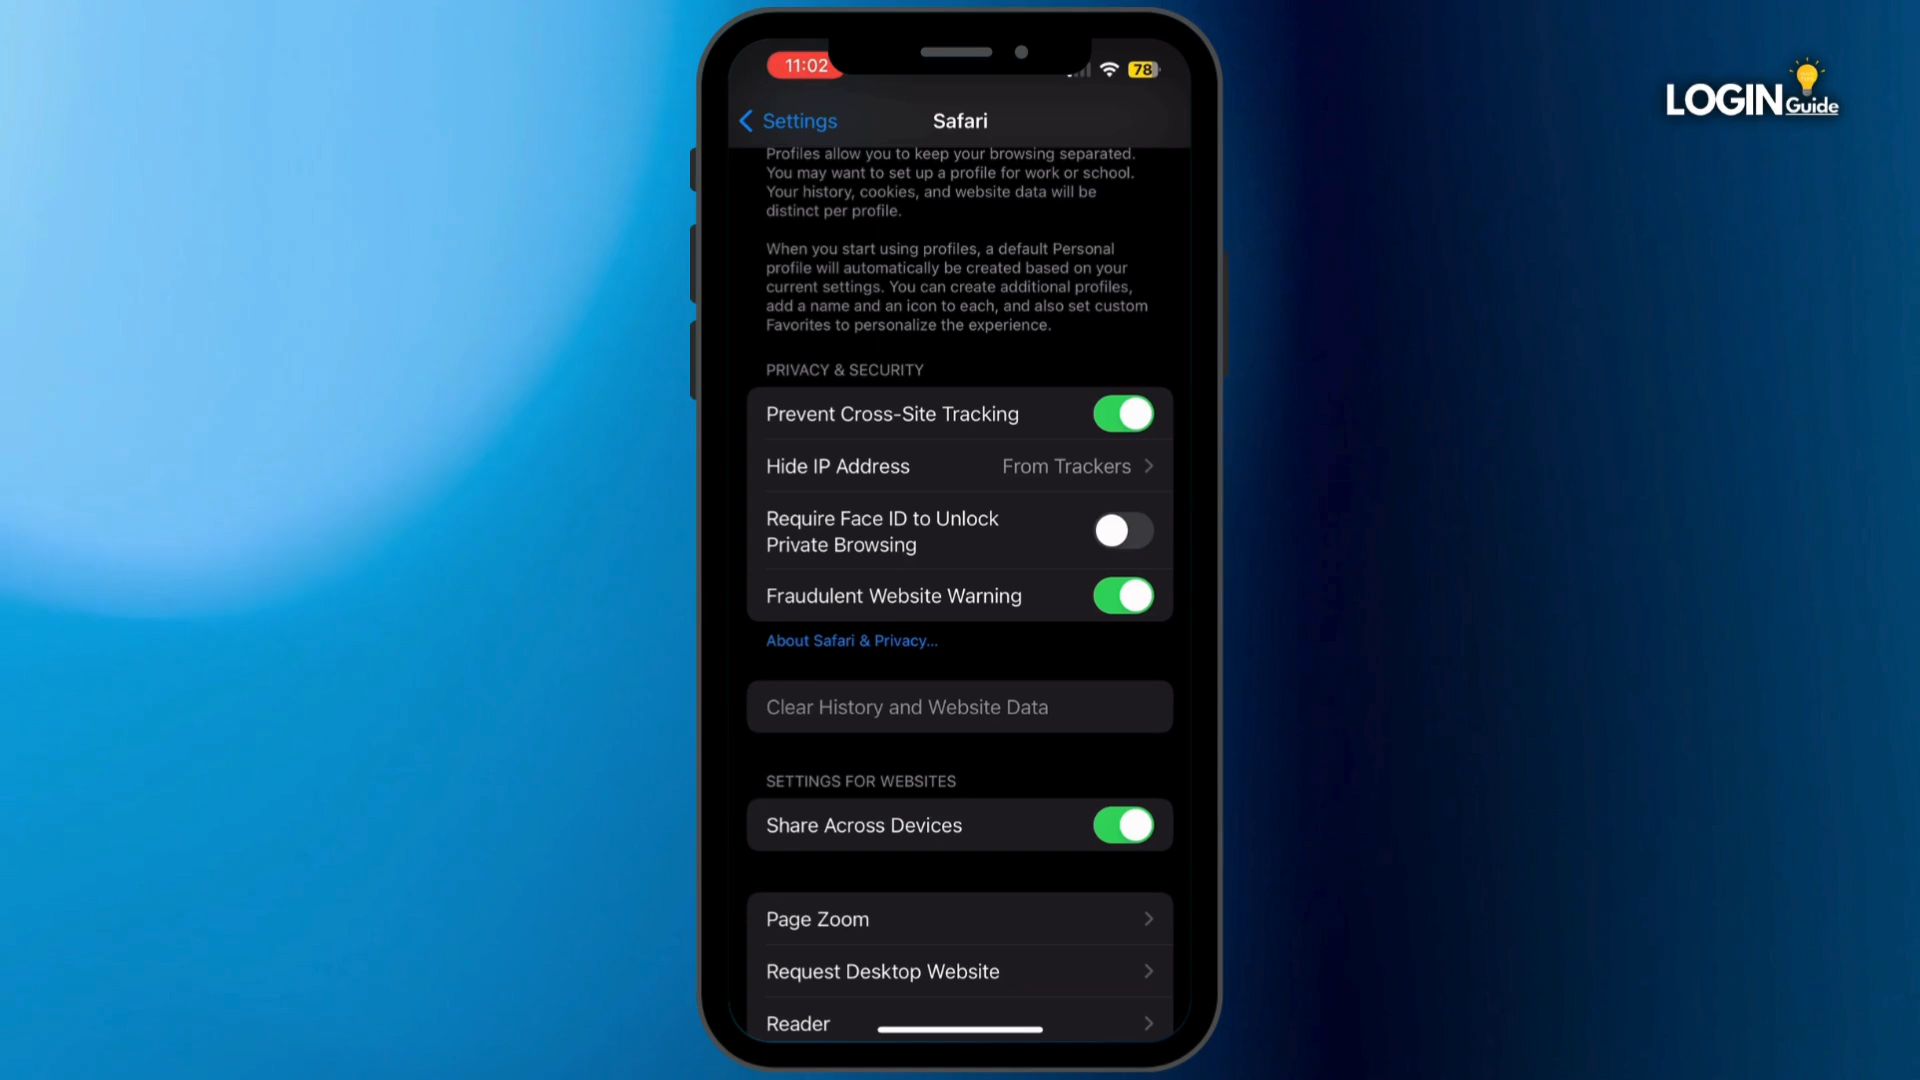 11:02
78
LOGIN Guide
Settings
Safari
Profiles allow you to keep your browsing separated.
You may want to set up a profile for work or school.
Your history, cookies, and website data will be
distinct per profile.
When you start using profiles, a default Personal
profile will automatically be created based on your
current settings. You can create additional profiles,
add a name and an icon to each, and also set custom
Favorites to personalize the experience.
PRIVACY & SECURITY
Prevent Cross-Site Tracking
Hide IP Address From Trackers
Require Face ID to Unlock
Private Browsing
Fraudulent Website Warning
About Safari & Privacy...
Clear History and Website Data
SETTINGS FOR WEBSITES
Share Across Devices
Page Zoom
Request Desktop Website
Reader